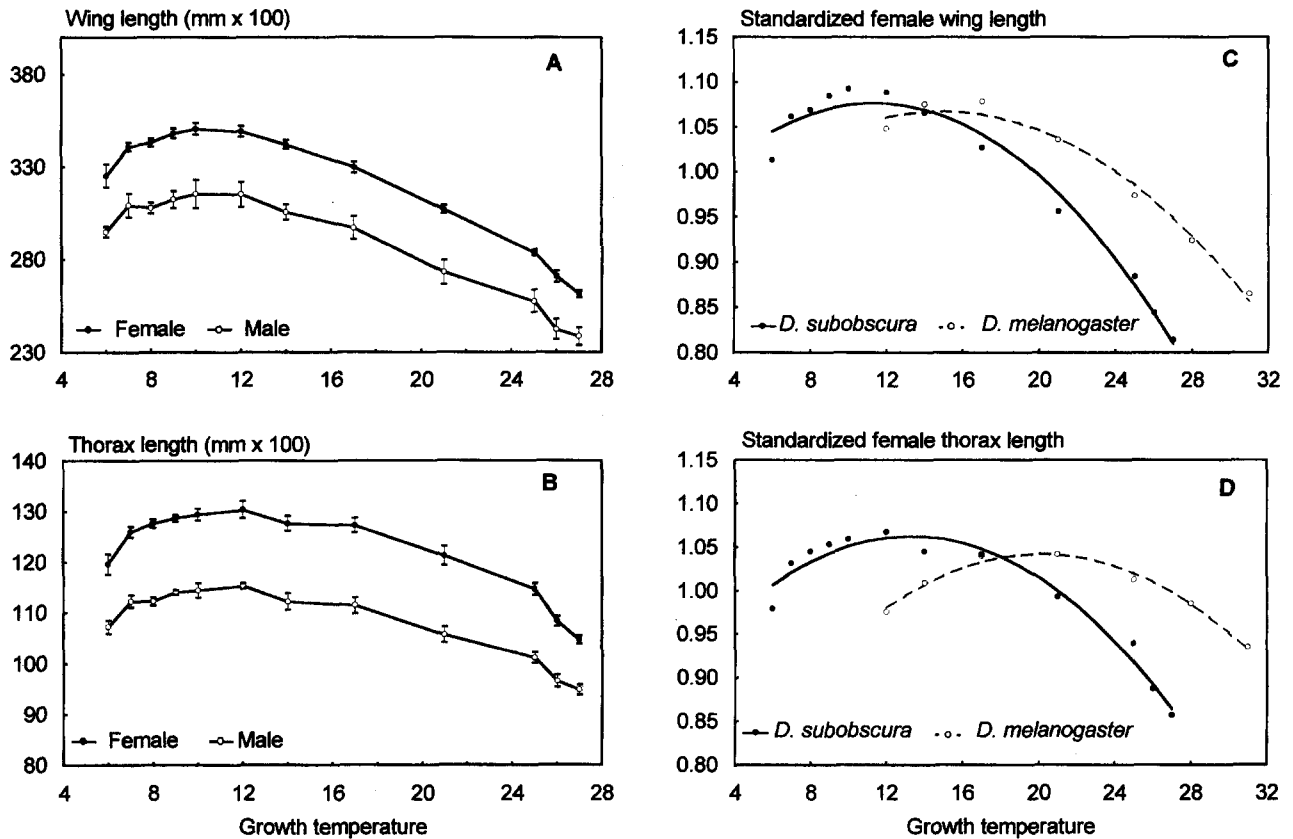 Wing length (mm x 100)
A
380
330
280
230
Female Male
4 8 12 16 20 24 28
Standardized female wing length
C
1.15
1.10
1.05
1.00
0.95
0.90
0.85
0.80
D. subobscura D. melanogaster
4 8 12 16 20 24 28 32
Thorax length (mm x 100)
B
140
130
120
110
100
90
80
Female Male
4 8 12 16 20 24 28
Growth temperature
Standardized female thorax length
D
1.15
1.10
1.05
1.00
0.95
0.90
0.85
0.80
D. subobscura D. melanogaster
4 8 12 16 20 24 28 32
Growth temperature